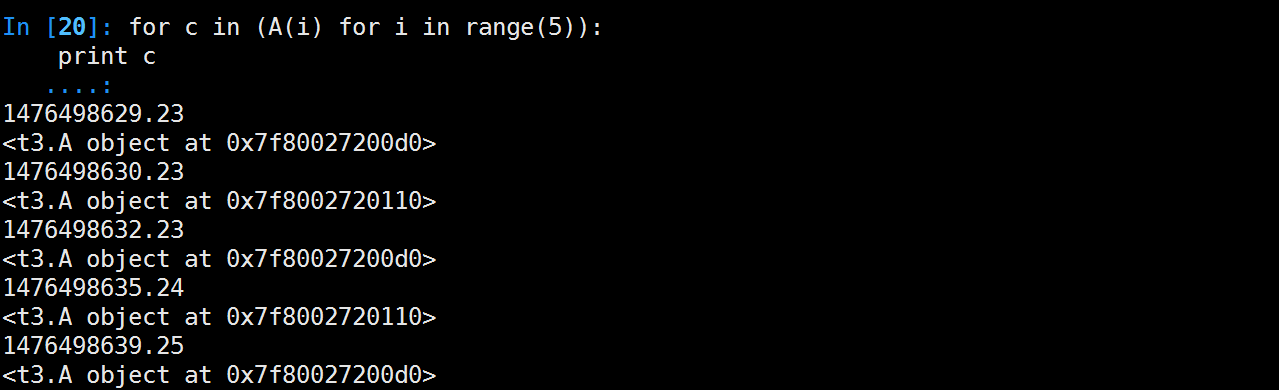 In [20]: for c in (A(i) for i in range(5)):
    print c
   ....:
1476498629.23
<t3.A object at 0x7f80027200d0>
1476498630.23
<t3.A object at 0x7f8002720110>
1476498632.23
<t3.A object at 0x7f80027200d0>
1476498635.24
<t3.A object at 0x7f8002720110>
1476498639.25
<t3.A object at 0x7f80027200d0>